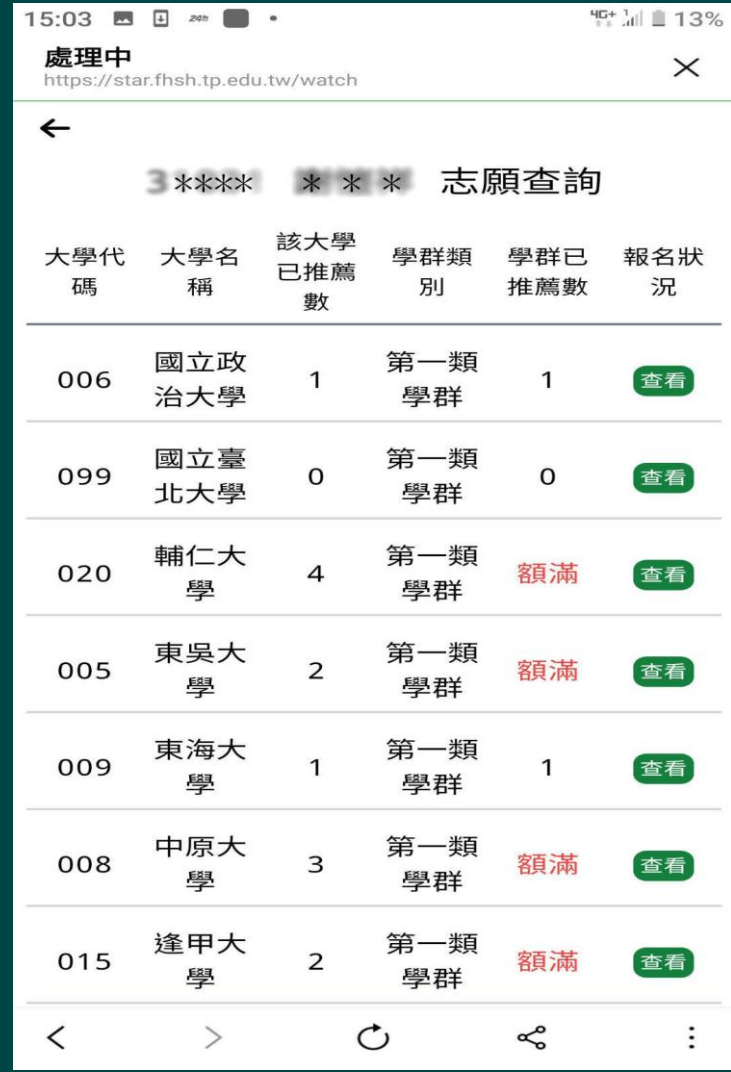 15:03 24h 4G+ 13%
處理中
https://star.fhsh.tp.edu.tw/watch
3**** * * * 志願查詢
大學代碼 大學名稱 該大學已推薦數 學群類別 學群已推薦數 報名狀況
006 國立政治大學 1 第一類學群 1 查看
099 國立臺北大學 0 第一類學群 0 查看
020 輔仁大學 4 第一類學群 額滿 查看
005 東吳大學 2 第一類學群 額滿 查看
009 東海大學 1 第一類學群 1 查看
008 中原大學 3 第一類學群 額滿 查看
015 逢甲大學 2 第一類學群 額滿 查看